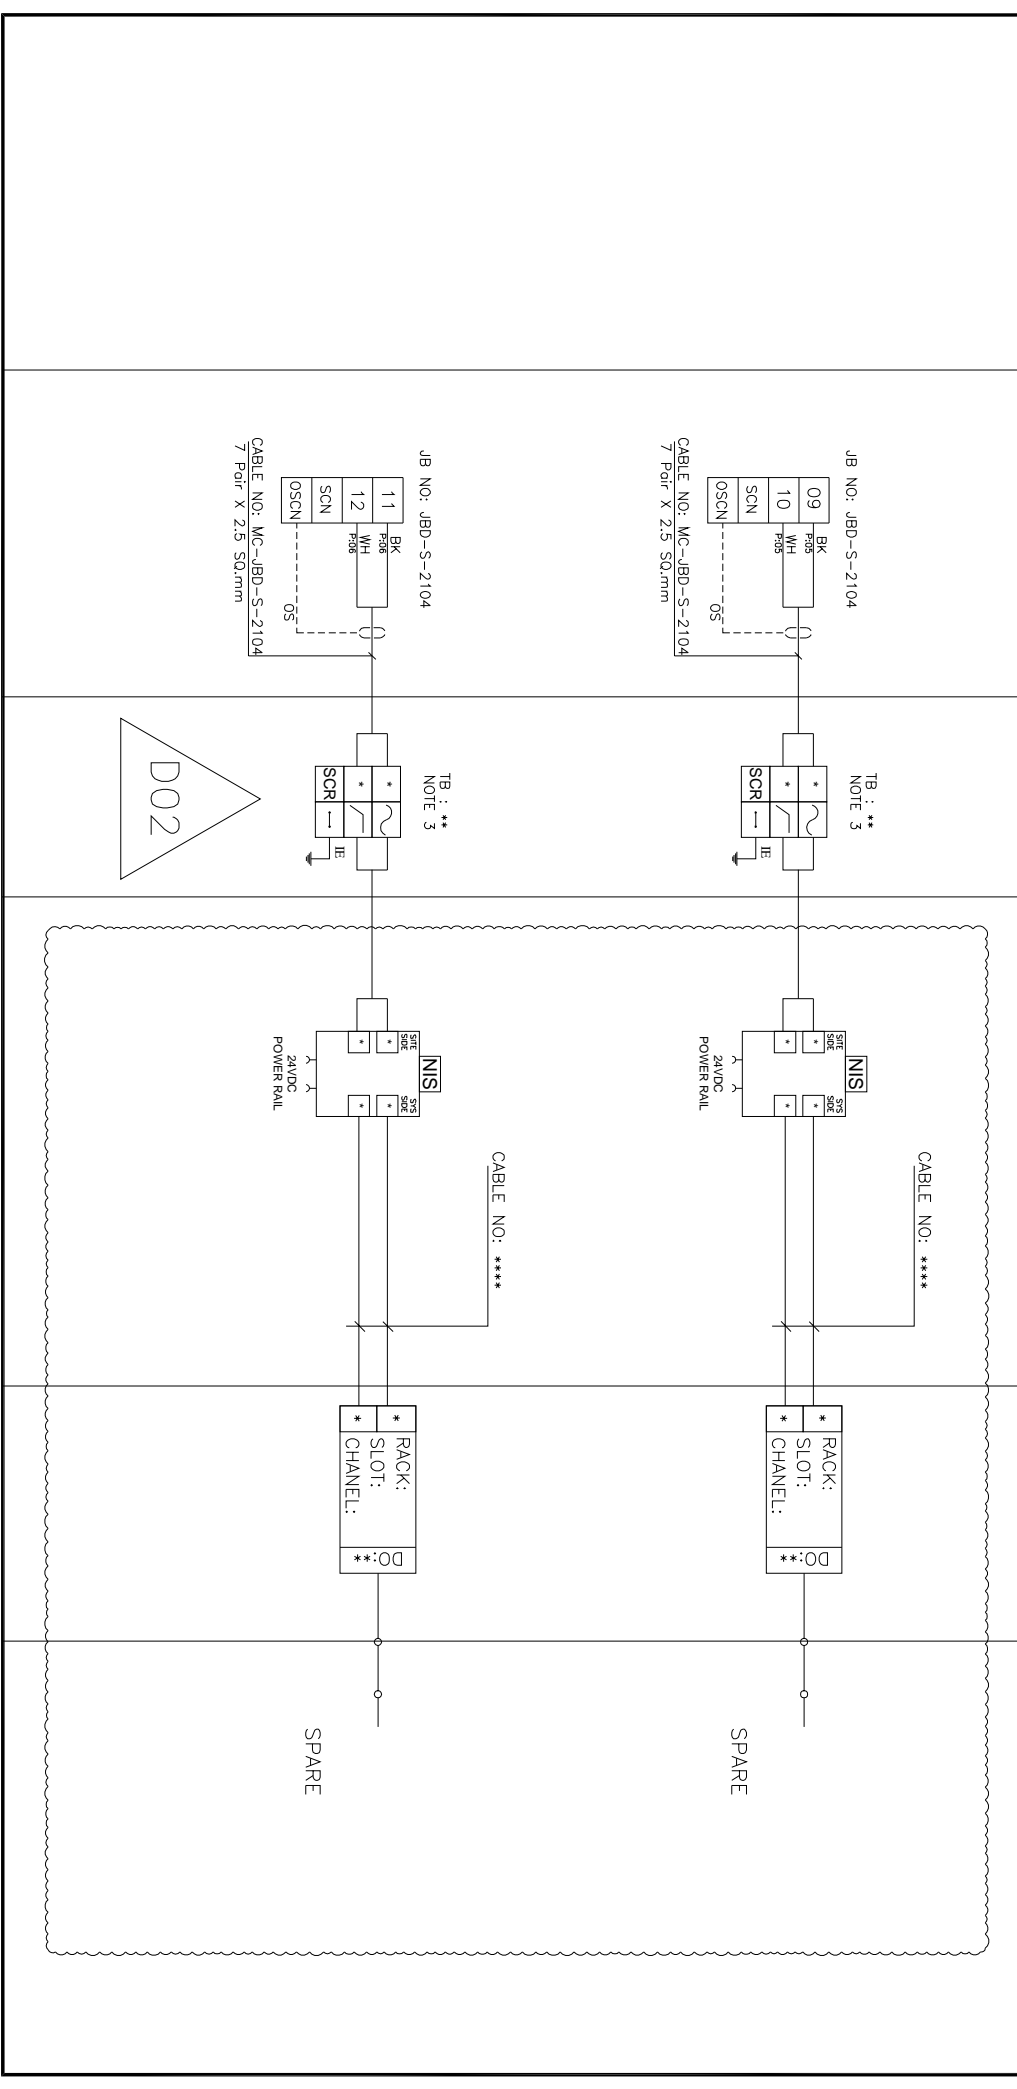 JB NO: JBD-S-2104
09
10
SCN
OSCN
BK
P:05
WH
P:05
OS
CABLE NO: MC-JBD-S-2104
7 Pair X 2.5 SQ.mm
TB : **
NOTE 3
*
*
SCR
IE
NIS
SITE
SIDE
SYS
SIDE
*
*
*
*
24VDC
POWER RAIL
CABLE NO: ****
*
*
RACK:
SLOT:
CHANEL:
DO:**
SPARE
JB NO: JBD-S-2104
11
12
SCN
OSCN
BK
P:06
WH
P:06
OS
CABLE NO: MC-JBD-S-2104
7 Pair X 2.5 SQ.mm
TB : **
NOTE 3
*
*
SCR
IE
NIS
SITE
SIDE
SYS
SIDE
*
*
*
*
24VDC
POWER RAIL
CABLE NO: ****
*
*
RACK:
SLOT:
CHANEL:
DO:**
SPARE
D02